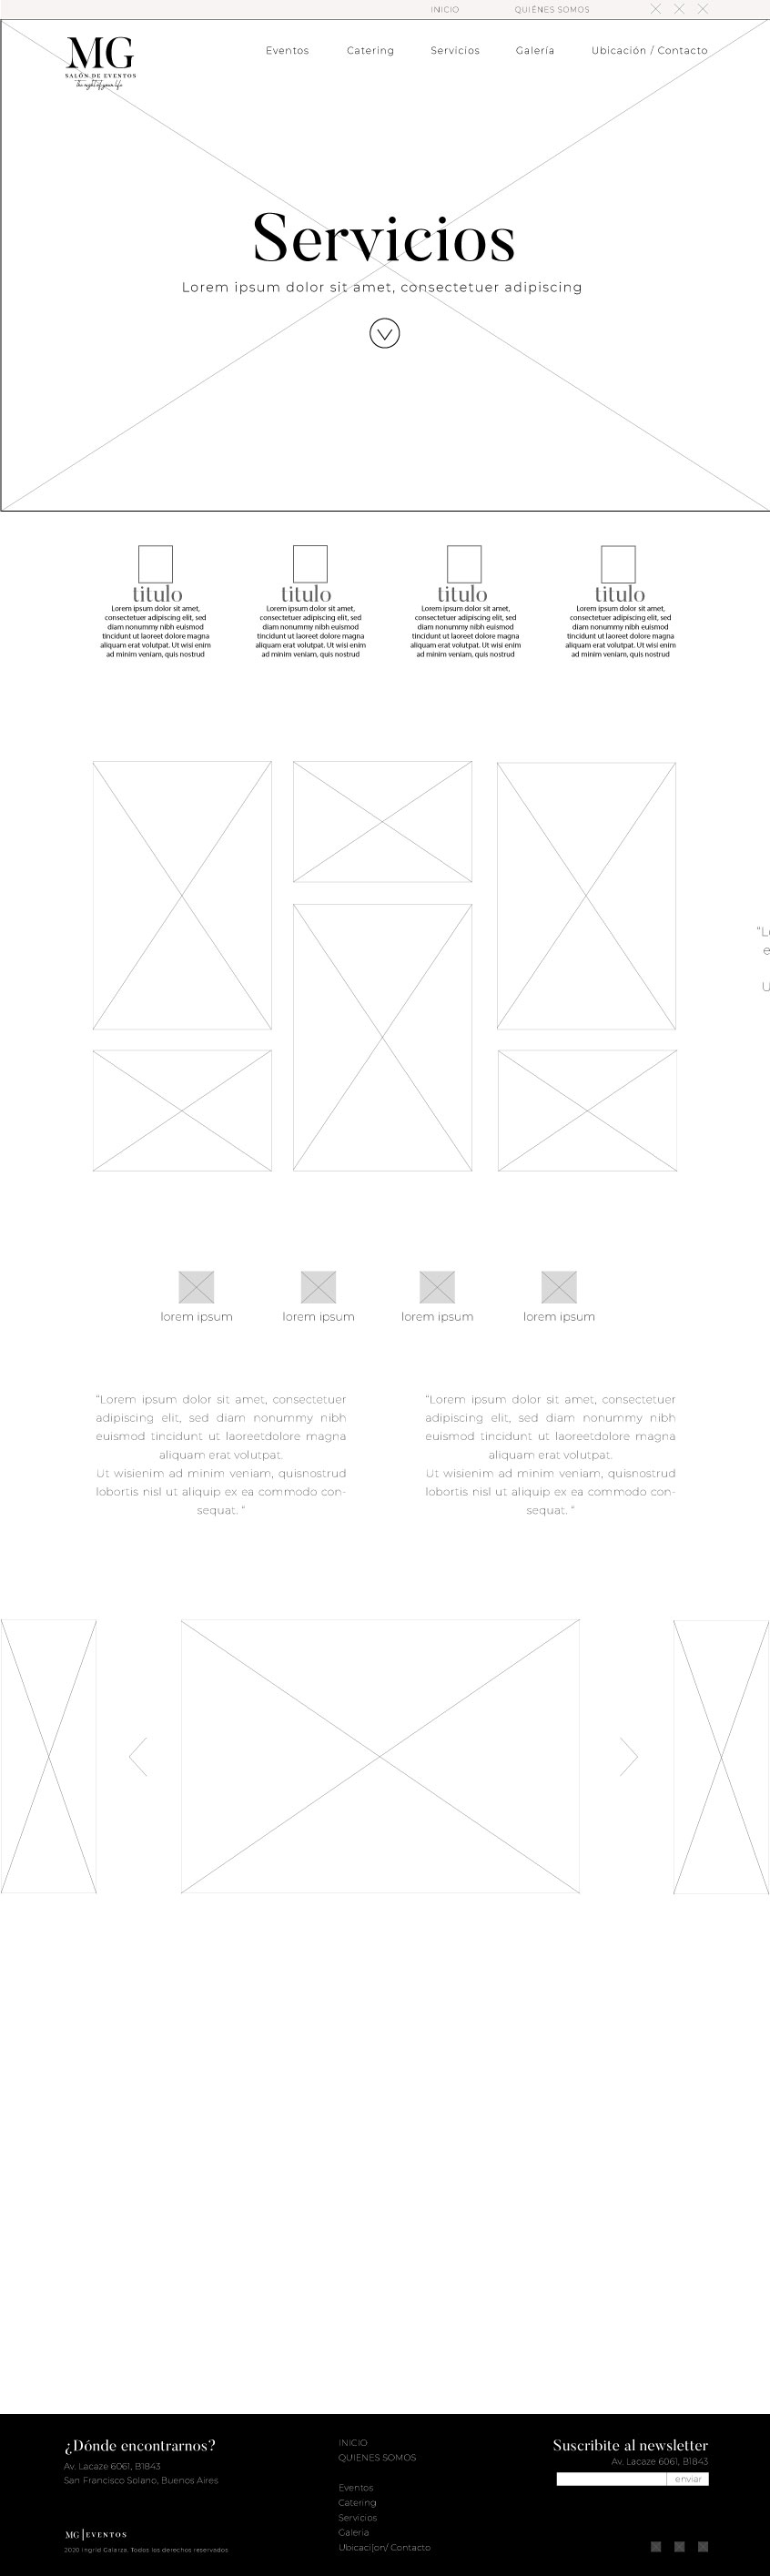 INICIO QUIÉNES SOMOS
MG
SALÓN DE EVENTOS
The night of your life
Eventos Catering Servicios Galería Ubicación / Contacto
Servicios
Lorem ipsum dolor sit amet, consectetuer adipiscing
titulo
Lorem ipsum dolor sit amet,
consectetuer adipiscing elit, sed
diam nonummy nibh euismod
tincidunt ut laoreet dolore magna
aliquam erat volutpat. Ut wisi enim
ad minim veniam, quis nostrud
titulo
Lorem ipsum dolor sit amet,
consectetuer adipiscing elit, sed
diam nonummy nibh euismod
tincidunt ut laoreet dolore magna
aliquam erat volutpat. Ut wisi enim
ad minim veniam, quis nostrud
titulo
Lorem ipsum dolor sit amet,
consectetuer adipiscing elit, sed
diam nonummy nibh euismod
tincidunt ut laoreet dolore magna
aliquam erat volutpat. Ut wisi enim
ad minim veniam, quis nostrud
titulo
Lorem ipsum dolor sit amet,
consectetuer adipiscing elit, sed
diam nonummy nibh euismod
tincidunt ut laoreet dolore magna
aliquam erat volutpat. Ut wisi enim
ad minim veniam, quis nostrud
lorem ipsum lorem ipsum lorem ipsum lorem ipsum
"Lorem ipsum dolor sit amet, consectetuer
adipiscing elit, sed diam nonummy nibh
euismod tincidunt ut laoreetdolore magna
aliquam erat volutpat.
Ut wisienim ad minim veniam, quisnostrud
lobortis nisl ut aliquip ex ea commodo con-
sequat. "
"Lorem ipsum dolor sit amet, consectetuer
adipiscing elit, sed diam nonummy nibh
euismod tincidunt ut laoreetdolore magna
aliquam erat volutpat.
Ut wisienim ad minim veniam, quisnostrud
lobortis nisl ut aliquip ex ea commodo con-
sequat. "
¿Dónde encontrarnos?
Av. Lacaze 6061, B1843
San Francisco Solano, Buenos Aires
MG|EVENTOS
2020 Ingrid Galarza. Todos los derechos reservados
INICIO
QUIENES SOMOS
Eventos
Catering
Servicios
Galería
Ubicaci[on/ Contacto
Suscribite al newsletter
Av. Lacaze 6061, B1843
enviar